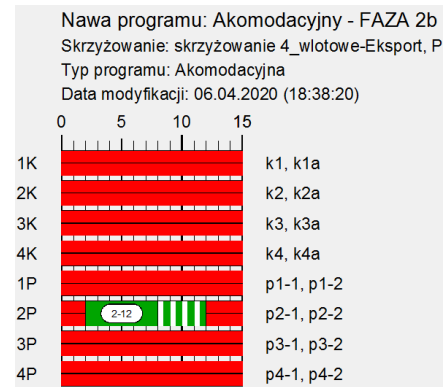 Nawa programu: Akomodacyjny - FAZA 2b
Skrzyżowanie: skrzyżowanie 4_wlotowe-Eksport, P
Typ programu: Akomodacyjna
Data modyfikacji: 06.04.2020 (18:38:20)
0 5 10 15
1K k1, k1a
2K k2, k2a
3K k3, k3a
4K k4, k4a
1P p1-1, p1-2
2P 2-12 p2-1, p2-2
3P p3-1, p3-2
4P p4-1, p4-2